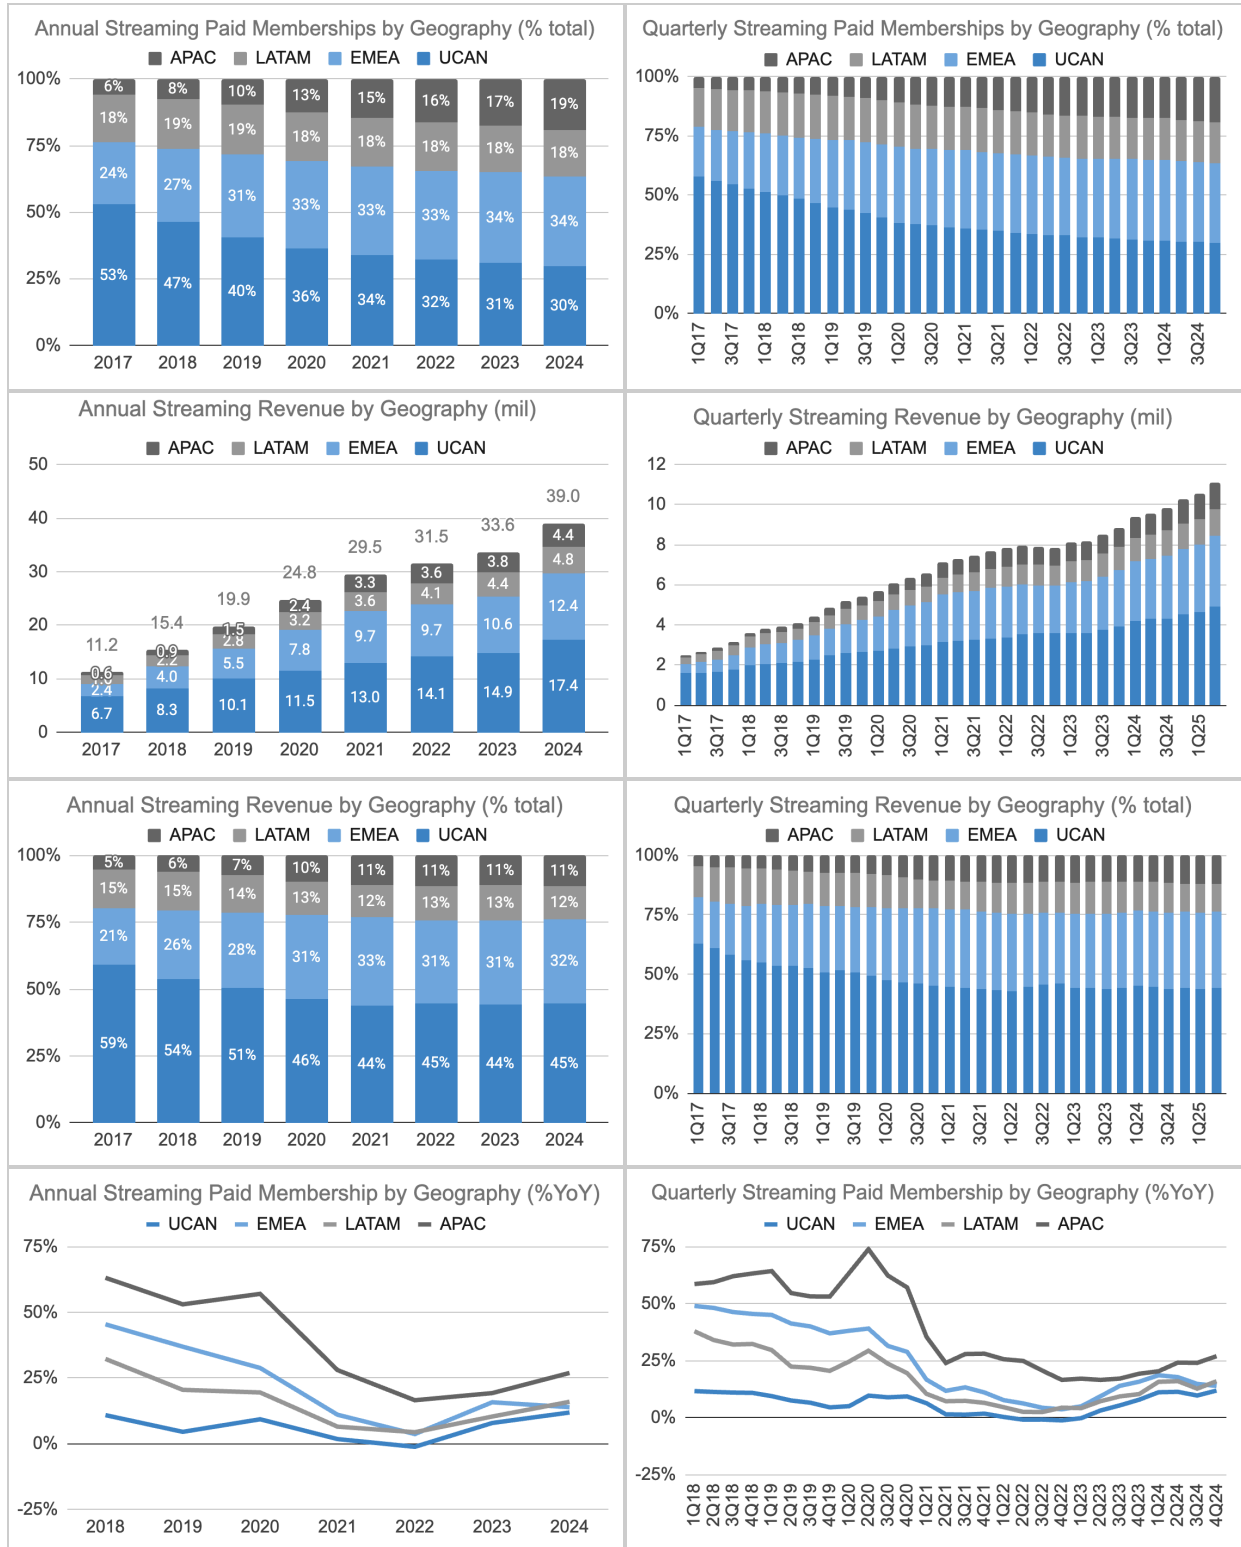 Annual Streaming Paid Memberships by Geography (% total)
APAC LATAM EMEA UCAN
100%
75%
50%
25%
0%
6% 8% 10% 13% 15% 16% 17% 19%
18% 19% 19% 18% 18% 18% 18% 18%
24% 27% 31% 33% 33% 33% 34% 34%
53% 47% 40% 36% 34% 32% 31% 30%
2017 2018 2019 2020 2021 2022 2023 2024
Quarterly Streaming Paid Memberships by Geography (% total)
APAC LATAM EMEA UCAN
100%
75%
50%
25%
0%
1Q17 3Q17 1Q18 3Q18 1Q19 3Q19 1Q20 3Q20 1Q21 3Q21 1Q22 3Q22 1Q23 3Q23 1Q24 3Q24
Annual Streaming Revenue by Geography (mil)
APAC LATAM EMEA UCAN
50
40
30
20
10
0
11.2 15.4 19.9 24.8 29.5 31.5 33.6 39.0
0.6 0.9 1.5 2.4 3.3 3.6 3.8 4.4
2.2 2.8 3.2 3.6 4.1 4.4 4.8
2.4 4.0 5.5 7.8 9.7 9.7 10.6 12.4
6.7 8.3 10.1 11.5 13.0 14.1 14.9 17.4
2017 2018 2019 2020 2021 2022 2023 2024
Quarterly Streaming Revenue by Geography (mil)
APAC LATAM EMEA UCAN
12
10
8
6
4
2
0
1Q17 3Q17 1Q18 3Q18 1Q19 3Q19 1Q20 3Q20 1Q21 3Q21 1Q22 3Q22 1Q23 3Q23 1Q24 3Q24 1Q25
Annual Streaming Revenue by Geography (% total)
APAC LATAM EMEA UCAN
100%
75%
50%
25%
0%
5% 6% 7% 10% 11% 11% 11% 11%
15% 15% 14% 13% 12% 13% 13% 12%
21% 26% 28% 31% 33% 31% 31% 32%
59% 54% 51% 46% 44% 45% 44% 45%
2017 2018 2019 2020 2021 2022 2023 2024
Quarterly Streaming Revenue by Geography (% total)
APAC LATAM EMEA UCAN
100%
75%
50%
25%
0%
1Q17 3Q17 1Q18 3Q18 1Q19 3Q19 1Q20 3Q20 1Q21 3Q21 1Q22 3Q22 1Q23 3Q23 1Q24 3Q24 1Q25
Annual Streaming Paid Membership by Geography (%YoY)
UCAN EMEA LATAM APAC
75%
50%
25%
0%
-25%
2018 2019 2020 2021 2022 2023 2024
Quarterly Streaming Paid Membership by Geography (%YoY)
UCAN EMEA LATAM APAC
75%
50%
25%
0%
-25%
1Q18 2Q18 3Q18 4Q18 1Q19 2Q19 3Q19 4Q19 1Q20 2Q20 3Q20 4Q20 1Q21 2Q21 3Q21 4Q21 1Q22 2Q22 3Q22 4Q22 1Q23 2Q23 3Q23 4Q23 1Q24 2Q24 3Q24 4Q24